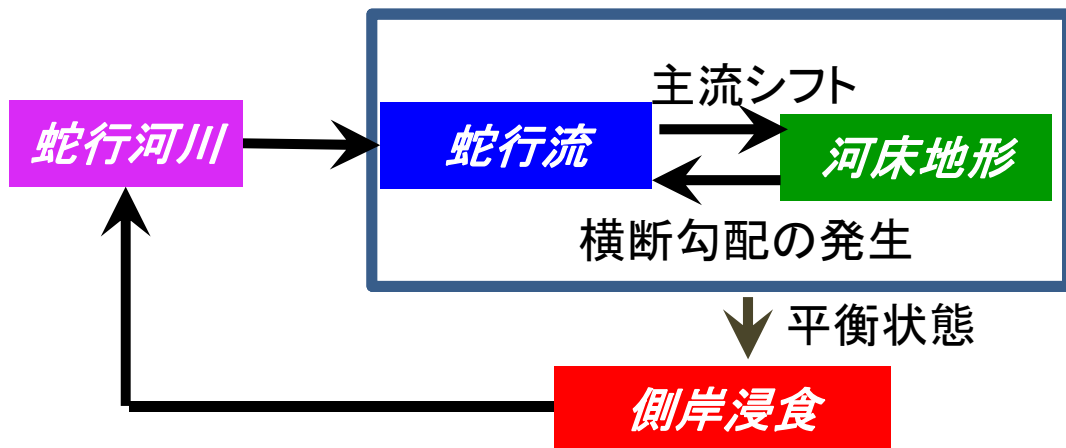 主流シフト
蛇行河川
蛇行流
河床地形
横断勾配の発生
平衡状態
側岸浸食